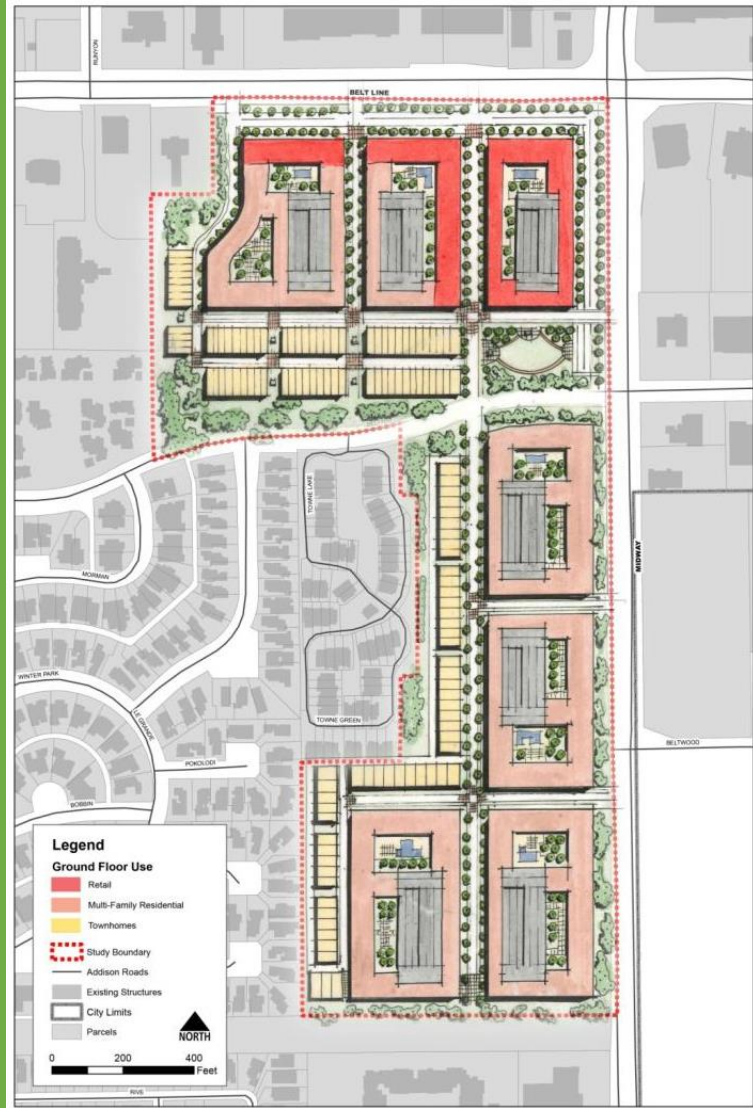 RUNYON
BELT LINE
TOWNE LAKE
MORMAN
MIDWAY
WINTER PARK
LE GRANDE
TOWNE GREEN
BELTWOOD
POKOLODI
BOBBIN
Legend
Ground Floor Use
Retail
Multi-Family Residential
Townhomes
Study Boundary
Addison Roads
Existing Structures
City Limits
Parcels
NORTH
0 200 400
Feet
RIVE